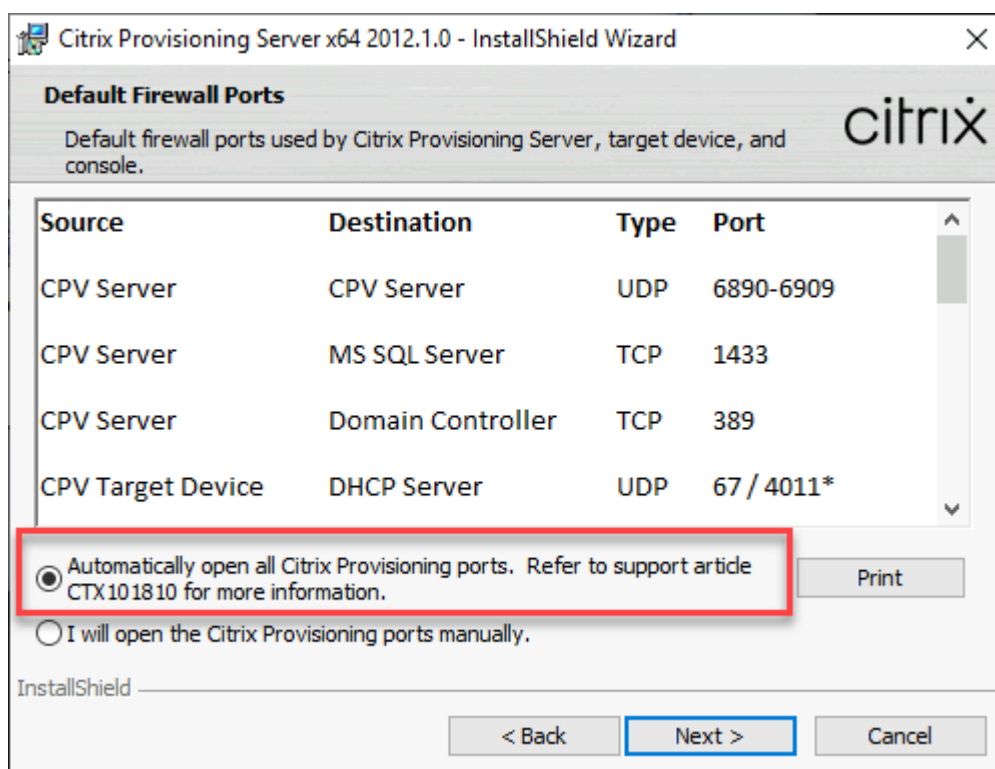 Citrix Provisioning Server x64 2012.1.0 - InstallShield Wizard
Default Firewall Ports
Default firewall ports used by Citrix Provisioning Server, target device, and
console.
citrix
Source Destination Type Port
CPV Server CPV Server UDP 6890-6909
CPV Server MS SQL Server TCP 1433
CPV Server Domain Controller TCP 389
CPV Target Device DHCP Server UDP 67 / 4011*
Automatically open all Citrix Provisioning ports. Refer to support article
CTX101810 for more information.
Print
I will open the Citrix Provisioning ports manually.
InstallShield
< Back Next > Cancel